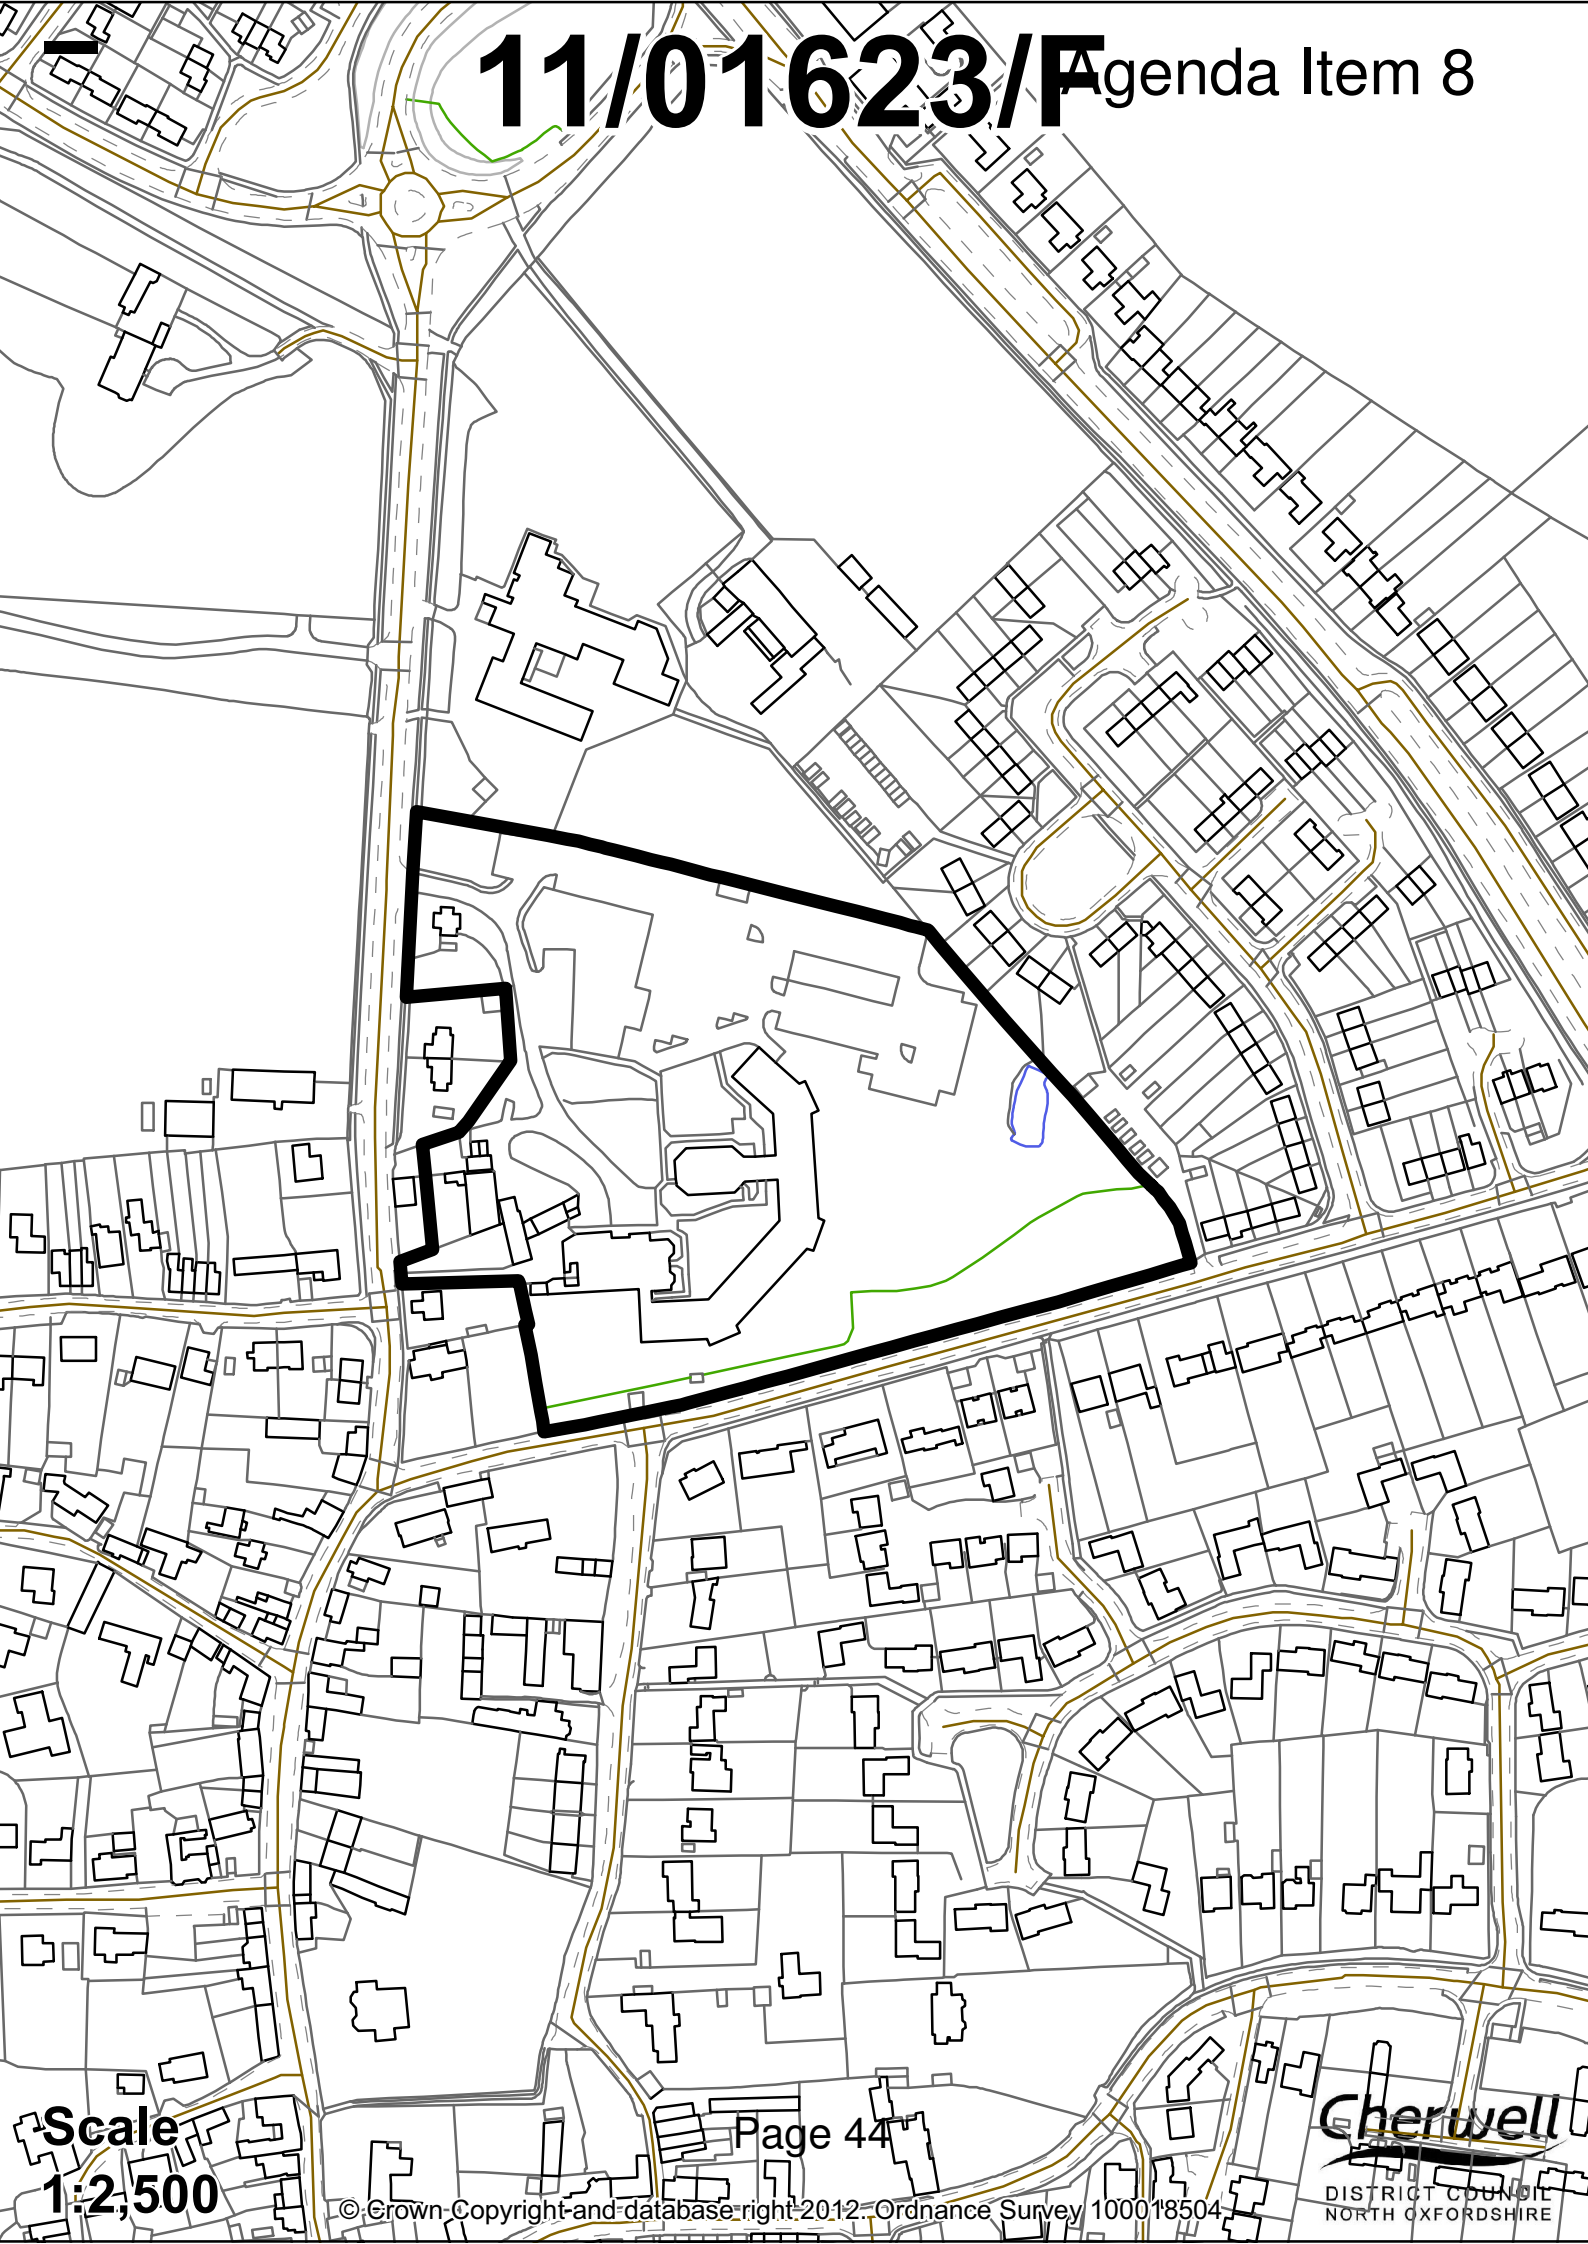 11/01623/F
Agenda Item 8
Scale
1:2,500
Page 44
© Crown Copyright and database right 2012. Ordnance Survey 100018504
Cherwell
DISTRICT COUNCIL
NORTH OXFORDSHIRE